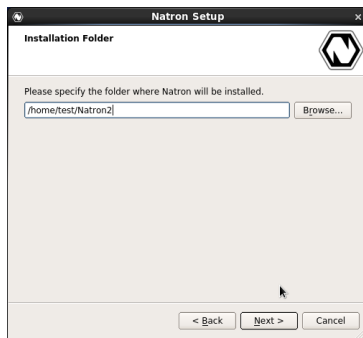 Natron Setup
Installation Folder
Please specify the folder where Natron will be installed.
/home/test/Natron2
Browse...
< Back
Next >
Cancel